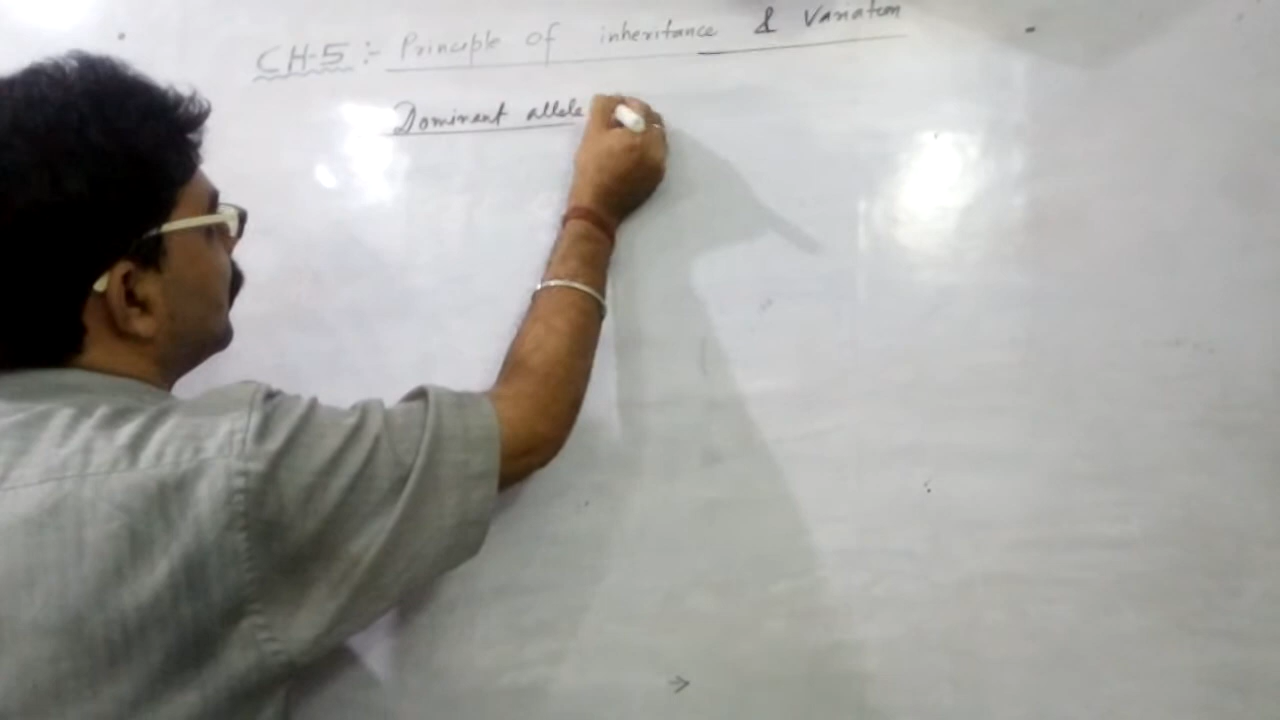 CH-5 :- Principle of inheritance & Variation
Dominant allele